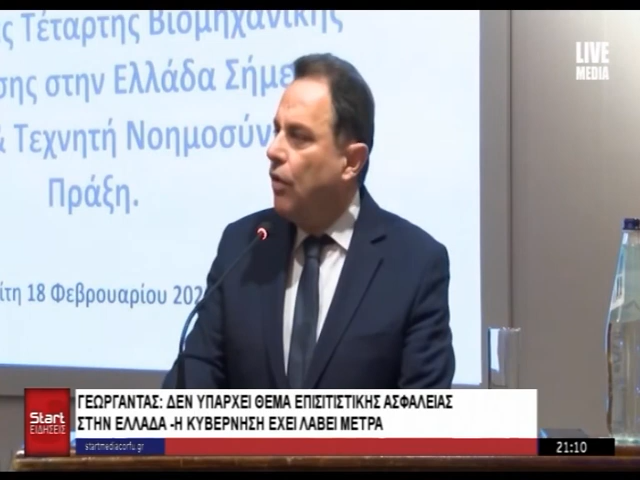 ς Τέταρτης Βιομηχανικής
σης στην Ελλάδα Σήμε
& Τεχνητή Νοημοσύν
Πράξη.
ίτη 18 Φεβρουαρίου 202
LIVE
MEDIA
ΓΕΩΡΓΑΝΤΑΣ: ΔΕΝ ΥΠΑΡΧΕΙ ΘΕΜΑ ΕΠΙΣΙΤΙΣΤΙΚΗΣ ΑΣΦΑΛΕΙΑΣ
ΣΤΗΝ ΕΛΛΑΔΑ -Η ΚΥΒΕΡΝΗΣΗ ΕΧΕΙ ΛΑΒΕΙ ΜΕΤΡΑ
Start
ΕΙΔΗΣΕΙΣ
startmediacorfu.gr
21:10